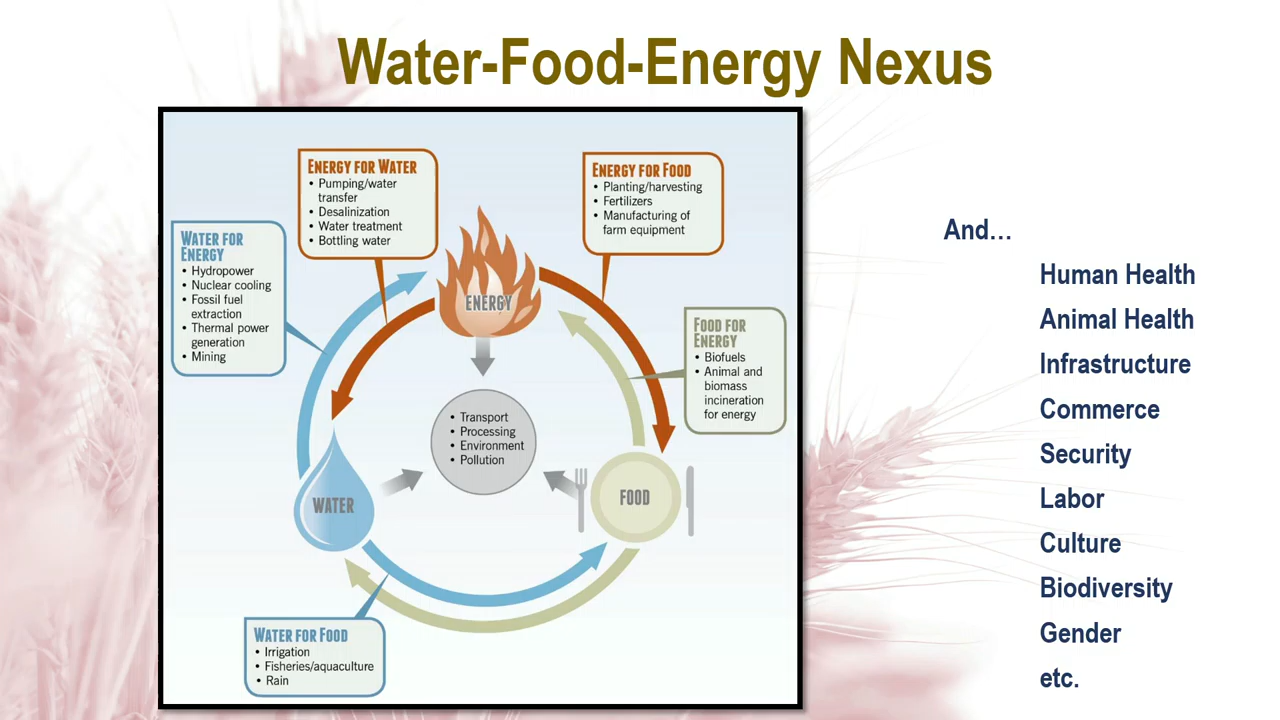 Water-Food-Energy Nexus
ENERGY FOR WATER
• Pumping/water
transfer
• Desalinization
• Water treatment
• Bottling water
ENERGY FOR FOOD
• Planting/harvesting
• Fertilizers
• Manufacturing of
farm equipment
WATER FOR
ENERGY
• Hydropower
• Nuclear cooling
• Fossil fuel
extraction
• Thermal power
generation
• Mining
ENERGY
FOOD FOR
ENERGY
• Biofuels
• Animal and
biomass
incineration
for energy
• Transport
• Processing
• Environment
• Pollution
WATER
FOOD
WATER FOR FOOD
• Irrigation
• Fisheries/aquaculture
• Rain
And...
Human Health
Animal Health
Infrastructure
Commerce
Security
Labor
Culture
Biodiversity
Gender
etc.